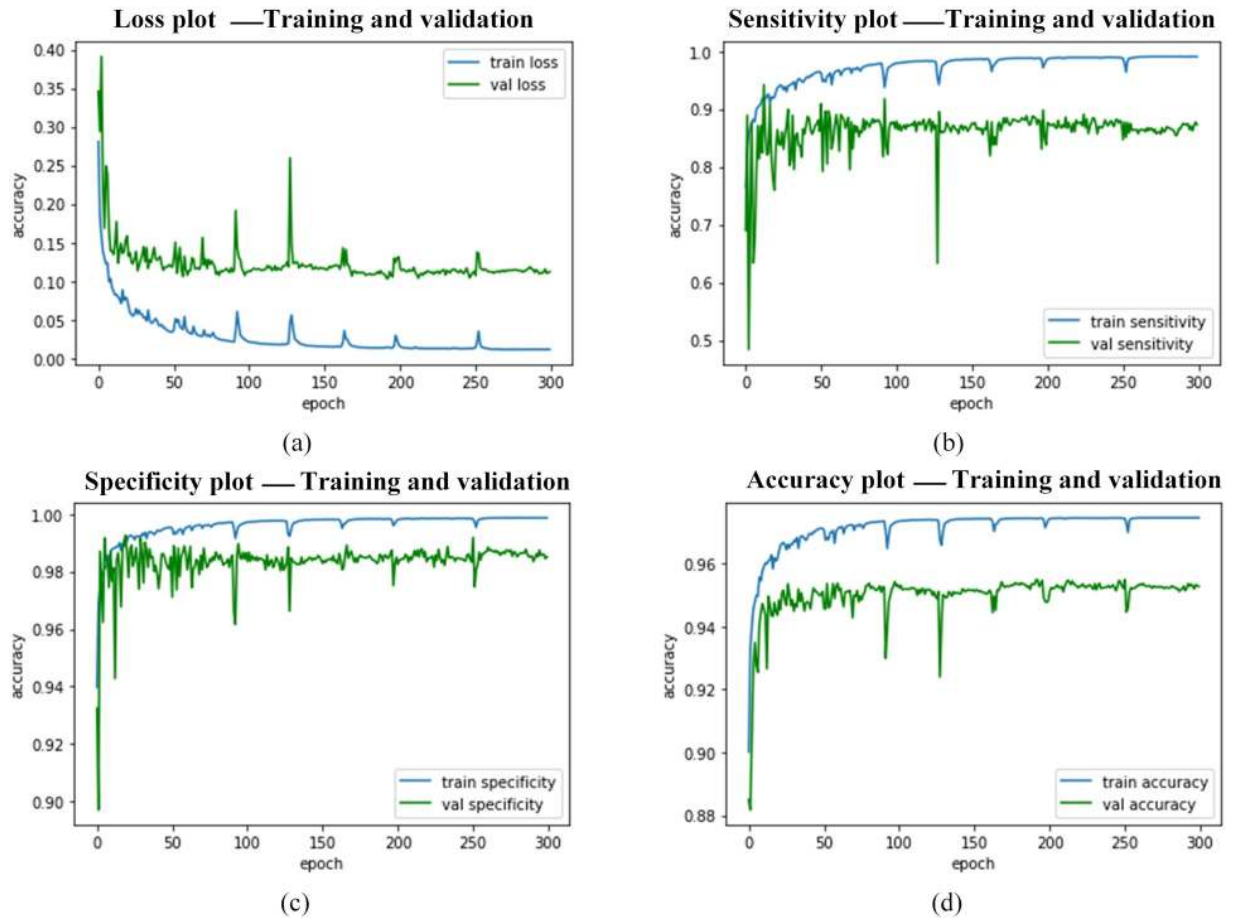 Loss plot — Training and validation
0.40
0.35
0.30
0.25
0.20
0.15
0.10
0.05
0.00
accuracy
train loss
val loss
0 50 100 150 200 250 300
epoch
(a)
Sensitivity plot — Training and validation
1.0
0.9
0.8
0.7
0.6
0.5
accuracy
train sensitivity
val sensitivity
0 50 100 150 200 250 300
epoch
(b)
Specificity plot — Training and validation
1.00
0.98
0.96
0.94
0.92
0.90
accuracy
train specificity
val specificity
0 50 100 150 200 250 300
epoch
(c)
Accuracy plot — Training and validation
0.96
0.94
0.92
0.90
0.88
accuracy
train accuracy
val accuracy
0 50 100 150 200 250 300
epoch
(d)